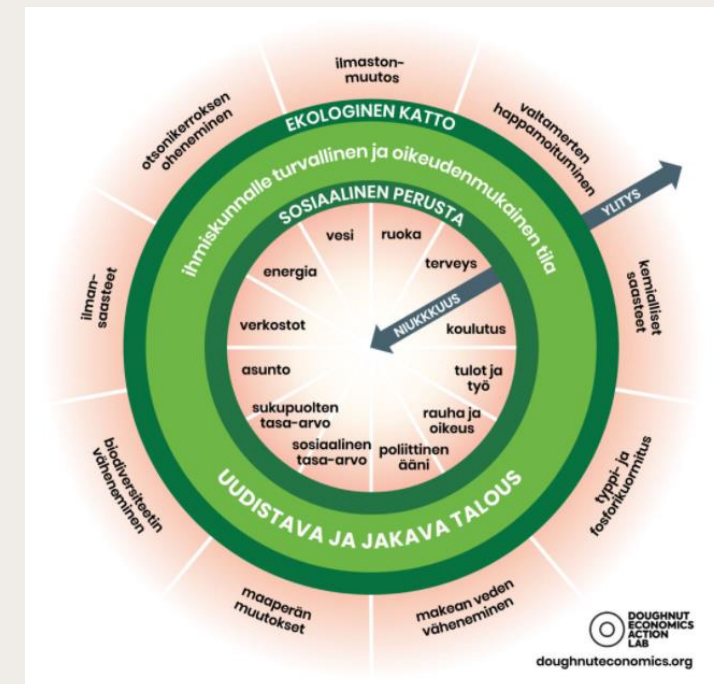 ilmaston-
muutos
valtamerten
happamoituminen
kemialliset
saasteet
typpi- ja
fosforikuormitus
makean veden
väheneminen
maaperän
muutokset
biodiversiteetin
väheneminen
ilman-
saasteet
otsonikerroksen
oheneminen
EKOLOGINEN KATTO
ihmiskunnalle turvallinen ja oikeudenmukainen tila
SOSIAALINEN PERUSTA
YLITYS
NIUKKKUUS
vesi
ruoka
terveys
koulutus
tulot ja
työ
rauha ja
oikeus
poliittinen
ääni
sosiaalinen
tasa-arvo
sukupuolten
tasa-arvo
asunto
verkostot
energia
UUDISTAVA JA JAKAVA TALOUS
DOUGHNUT
ECONOMICS
ACTION
LAB
doughnuteconomics.org